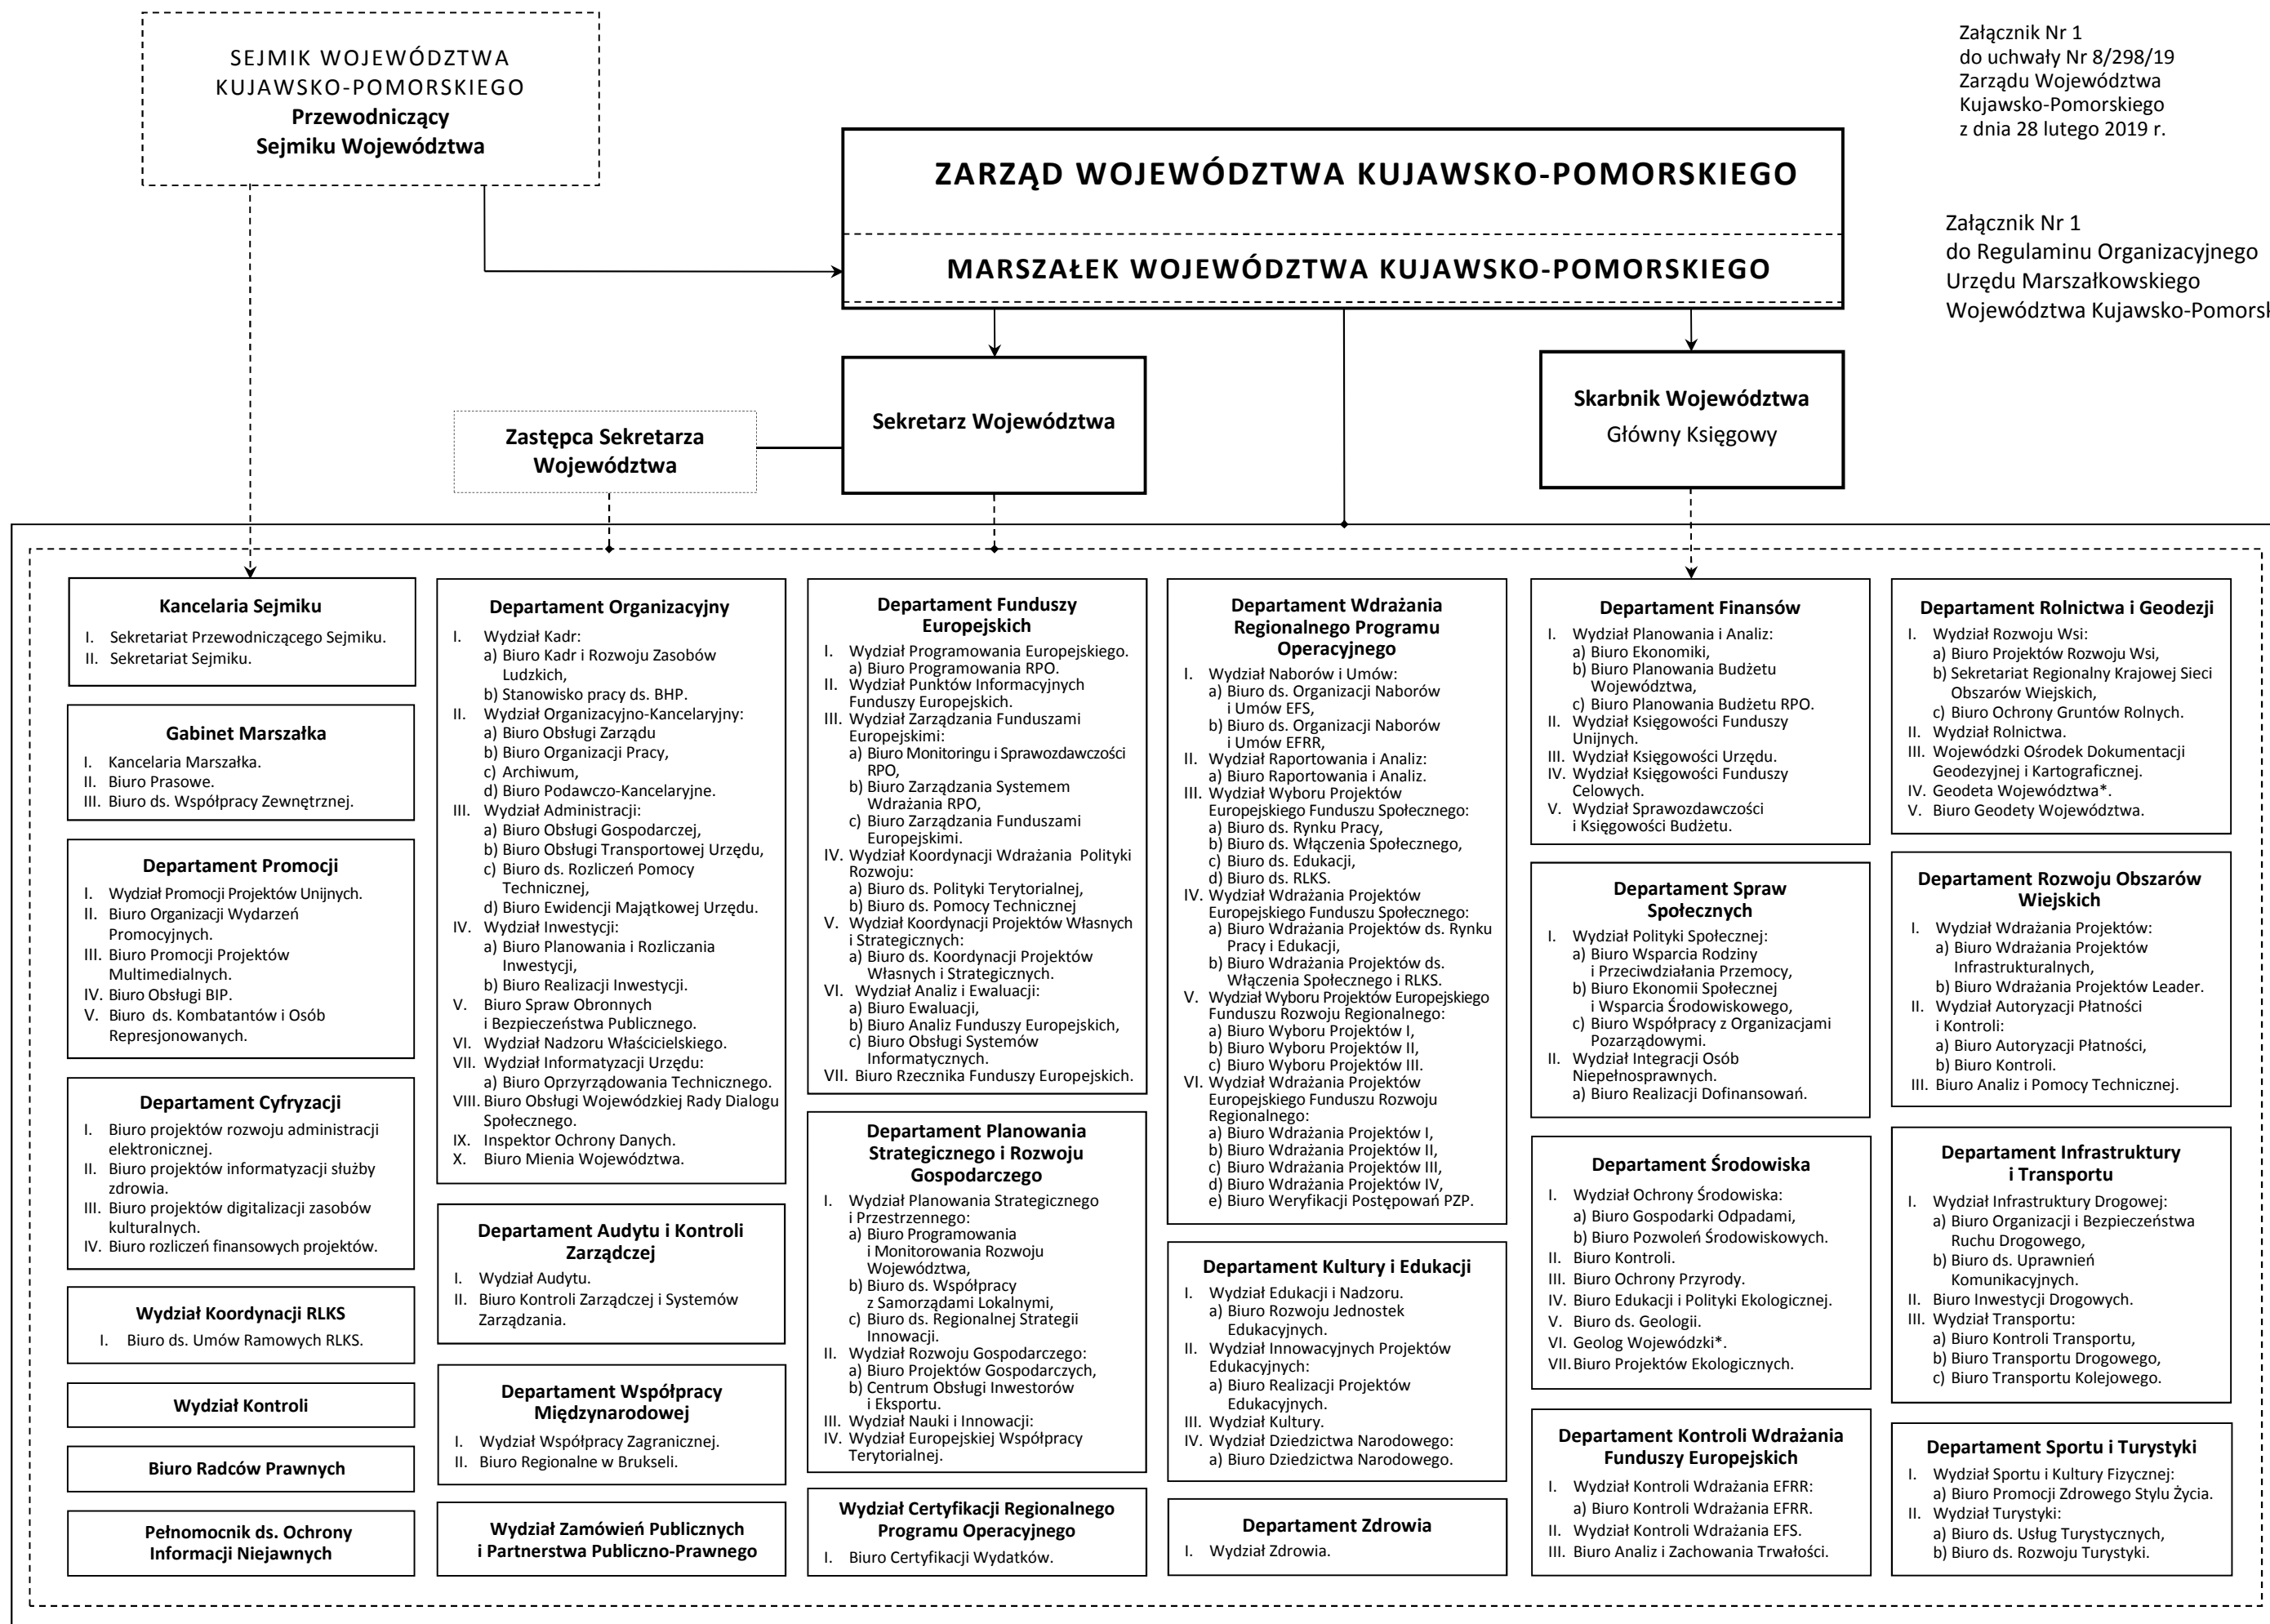 SEJMIK WOJEWÓDZTWA
KUJAWSKO-POMORSKIEGO
Przewodniczący
Sejmiku Województwa
Załącznik Nr 1
do uchwały Nr 8/298/19
Zarządu Województwa
Kujawsko-Pomorskiego
z dnia 28 lutego 2019 r.
ZARZĄD WOJEWÓDZTWA KUJAWSKO-POMORSKIEGO
MARSZAŁEK WOJEWÓDZTWA KUJAWSKO-POMORSKIEGO
Załącznik Nr 1
do Regulaminu Organizacyjnego
Urzędu Marszałkowskiego
Województwa
Zastępca Sekretarza
Województwa
Sekretarz Województwa
Skarbnik Województwa
Główny Księgowy
Kancelaria Sejmiku
I. Sekretariat Przewodniczącego Sejmiku.
II. Sekretariat Sejmiku.
Gabinet Marszałka
I. Kancelaria Marszałka.
II. Biuro Prasowe.
III. Biuro ds. Współpracy Zewnętrznej.
Departament Promocji
I. Wydział Promocji Projektów Unijnych.
II. Biuro Organizacji Wydarzeń
Promocyjnych.
III. Biuro Promocji Projektów
Multimedialnych.
IV. Biuro Obsługi BIP.
V. Biuro ds. Kombatantów i Osób
Represjonowanych.
Departament Cyfryzacji
I. Biuro projektów rozwoju administracji
elektronicznej.
II. Biuro projektów informatyzacji służby
zdrowia.
III. Biuro projektów digitalizacji zasobów
kulturalnych.
IV. Biuro rozliczeń finansowych projektów.
Wydział Koordynacji RLKS
I. Biuro ds. Umów Ramowych RLKS.
Wydział Kontroli
Biuro Radców Prawnych
Pełnomocnik ds. Ochrony
Informacji Niejawnych
Departament Organizacyjny
I. Wydział Kadr:
a) Biuro Kadr i Rozwoju Zasobów
Ludzkich,
b) Stanowisko pracy ds. BHP.
II. Wydział Organizacyjno-Kancelaryjny:
a) Biuro Obsługi Zarządu
b) Biuro Organizacji Pracy,
c) Archiwum,
d) Biuro Podawczo-Kancelaryjne.
III. Wydział Administracji:
a) Biuro Obsługi Gospodarczej,
b) Biuro Obsługi Transportowej Urzędu,
c) Biuro ds. Rozliczeń Pomocy
Technicznej,
d) Biuro Ewidencji Majątkowej Urzędu.
IV. Wydział Inwestycji:
a) Biuro Planowania i Rozliczania
Inwestycji,
b) Biuro Realizacji Inwestycji.
V. Biuro Spraw Obronnych
i Bezpieczeństwa Publicznego.
VI. Wydział Nadzoru Właścicielskiego.
VII. Wydział Informatyzacji Urzędu:
a) Biuro Oprzyrządowania Technicznego.
VIII. Biuro Obsługi Wojewódzkiej Rady Dialogu
Społecznego.
IX. Inspektor Ochrony Danych.
X. Biuro Mienia Województwa.
Departament Audytu i Kontroli
Zarządczej
I. Wydział Audytu.
II. Biuro Kontroli Zarządczej i Systemów
Zarządzania.
Departament Współpracy
Międzynarodowej
I. Wydział Współpracy Zagranicznej.
II. Biuro Regionalne w Brukseli.
Wydział Zamówień Publicznych
i Partnerstwa Publiczno-Prawnego
Departament Funduszy
Europejskich
I. Wydział Programowania Europejskiego.
a) Biuro Programowania RPO.
II. Wydział Punktów Informacyjnych
Funduszy Europejskich.
III. Wydział Zarządzania Funduszami
Europejskimi:
a) Biuro Monitoringu i Sprawozdawczości
RPO,
b) Biuro Zarządzania Systemem
Wdrażania RPO,
c) Biuro Zarządzania Funduszami
Europejskimi.
IV. Wydział Koordynacji Wdrażania Polityki
Rozwoju:
a) Biuro ds. Polityki Terytorialnej,
b) Biuro ds. Pomocy Technicznej
V. Wydział Koordynacji Projektów Własnych
i Strategicznych:
a) Biuro ds. Koordynacji Projektów
Własnych i Strategicznych.
VI. Wydział Analiz i Ewaluacji:
a) Biuro Ewaluacji,
b) Biuro Analiz Funduszy Europejskich,
c) Biuro Obsługi Systemów
Informatycznych.
VII. Biuro Rzecznika Funduszy Europejskich.
Departament Planowania
Strategicznego i Rozwoju
Gospodarczego
I. Wydział Planowania Strategicznego
i Przestrzennego:
a) Biuro Programowania
i Monitorowania Rozwoju
Województwa,
b) Biuro ds. Współpracy
z Samorządami Lokalnymi,
c) Biuro ds. Regionalnej Strategii
Innowacji.
II. Wydział Rozwoju Gospodarczego:
a) Biuro Projektów Gospodarczych,
b) Centrum Obsługi Inwestorów
i Eksportu.
III. Wydział Nauki i Innowacji:
IV. Wydział Europejskiej Współpracy
Terytorialnej.
Wydział Certyfikacji Regionalnego
Programu Operacyjnego
I. Biuro Certyfikacji Wydatków.
Departament Wdrażania
Regionalnego Programu
Operacyjnego
I. Wydział Naborów i Umów:
a) Biuro ds. Organizacji Naborów
i Umów EFS,
b) Biuro ds. Organizacji Naborów
i Umów EFRR,
II. Wydział Raportowania i Analiz:
a) Biuro Raportowania i Analiz.
III. Wydział Wyboru Projektów
Europejskiego Funduszu Społecznego:
a) Biuro ds. Rynku Pracy,
b) Biuro ds. Włączenia Społecznego,
c) Biuro ds. Edukacji,
d) Biuro ds. RLKS.
IV. Wydział Wdrażania Projektów
Europejskiego Funduszu Społecznego:
a) Biuro Wdrażania Projektów ds. Rynku
Pracy i Edukacji,
b) Biuro Wdrażania Projektów ds.
Włączenia Społecznego i RLKS.
V. Wydział Wyboru Projektów Europejskiego
Funduszu Rozwoju Regionalnego:
a) Biuro Wyboru Projektów I,
b) Biuro Wyboru Projektów II,
c) Biuro Wyboru Projektów III.
VI. Wydział Wdrażania Projektów
Europejskiego Funduszu Rozwoju
Regionalnego:
a) Biuro Wdrażania Projektów I,
b) Biuro Wdrażania Projektów II,
c) Biuro Wdrażania Projektów III,
d) Biuro Wdrażania Projektów IV,
e) Biuro Weryfikacji Postępowań PZP.
Departament Kultury i Edukacji
I. Wydział Edukacji i Nadzoru.
a) Biuro Rozwoju Jednostek
Edukacyjnych.
II. Wydział Innowacyjnych Projektów
Edukacyjnych:
a) Biuro Realizacji Projektów
Edukacyjnych.
III. Wydział Kultury.
IV. Wydział Dziedzictwa Narodowego:
a) Biuro Dziedzictwa Narodowego.
Departament Zdrowia
I. Wydział Zdrowia.
Departament Finansów
I. Wydział Planowania i Analiz:
a) Biuro Ekonomiki,
b) Biuro Planowania Budżetu
Województwa,
c) Biuro Planowania Budżetu RPO.
II. Wydział Księgowości Funduszy
Unijnych.
III. Wydział Księgowości Urzędu.
IV. Wydział Księgowości Funduszy
Celowych.
V. Wydział Sprawozdawczości
i Księgowości Budżetu.
Departament Spraw
Społecznych
I. Wydział Polityki Społecznej:
a) Biuro Wsparcia Rodziny
i Przeciwdziałania Przemocy,
b) Biuro Ekonomii Społecznej
i Wsparcia Środowiskowego,
c) Biuro Współpracy z Organizacjami
Pozarządowymi.
II. Wydział Integracji Osób
Niepełnosprawnych.
a) Biuro Realizacji Dofinansowań.
Departament Środowiska
I. Wydział Ochrony Środowiska:
a) Biuro Gospodarki Odpadami,
b) Biuro Pozwoleń Środowiskowych.
II. Biuro Kontroli.
III. Biuro Ochrony Przyrody.
IV. Biuro Edukacji i Polityki Ekologicznej.
V. Biuro ds. Geologii.
VI. Geolog Wojewódzki*.
VII. Biuro Projektów Ekologicznych.
Departament Kontroli Wdrażania
Funduszy Europejskich
I. Wydział Kontroli Wdrażania EFRR:
a) Biuro Kontroli Wdrażania EFRR.
II. Wydział Kontroli Wdrażania EFS.
III. Biuro Analiz i Zachowania Trwałości.
Departament Rolnictwa i Geodezji
I. Wydział Rozwoju Wsi:
a) Biuro Projektów Rozwoju Wsi,
b) Sekretariat Regionalny Krajowej Sieci
Obszarów Wiejskich,
c) Biuro Ochrony Gruntów Rolnych.
II. Wydział Rolnictwa.
III. Wojewódzki Ośrodek Dokumentacji
Geodezyjnej i Kartograficznej.
IV. Geodeta Województwa*.
V. Biuro Geodety Województwa.
Departament Rozwoju Obszarów
Wiejskich
I. Wydział Wdrażania Projektów:
a) Biuro Wdrażania Projektów
Infrastrukturalnych,
b) Biuro Wdrażania Projektów Leader.
II. Wydział Autoryzacji Płatności
i Kontroli:
a) Biuro Autoryzacji Płatności,
b) Biuro Kontroli.
III. Biuro Analiz i Pomocy Technicznej.
Departament Infrastruktury
i Transportu
I. Wydział Infrastruktury Drogowej:
a) Biuro Organizacji i Bezpieczeństwa
Ruchu Drogowego,
b) Biuro ds. Uprawnień
Komunikacyjnych.
II. Biuro Inwestycji Drogowych.
III. Wydział Transportu:
a) Biuro Kontroli Transportu,
b) Biuro Transportu Drogowego,
c) Biuro Transportu Kolejowego.
Departament Sportu i Turystyki
I. Wydział Sportu i Kultury Fizycznej:
a) Biuro Promocji Zdrowego Stylu Życia.
II. Wydział Turystyki:
a) Biuro ds. Usług Turystycznych,
b) Biuro ds. Rozwoju Turystyki.